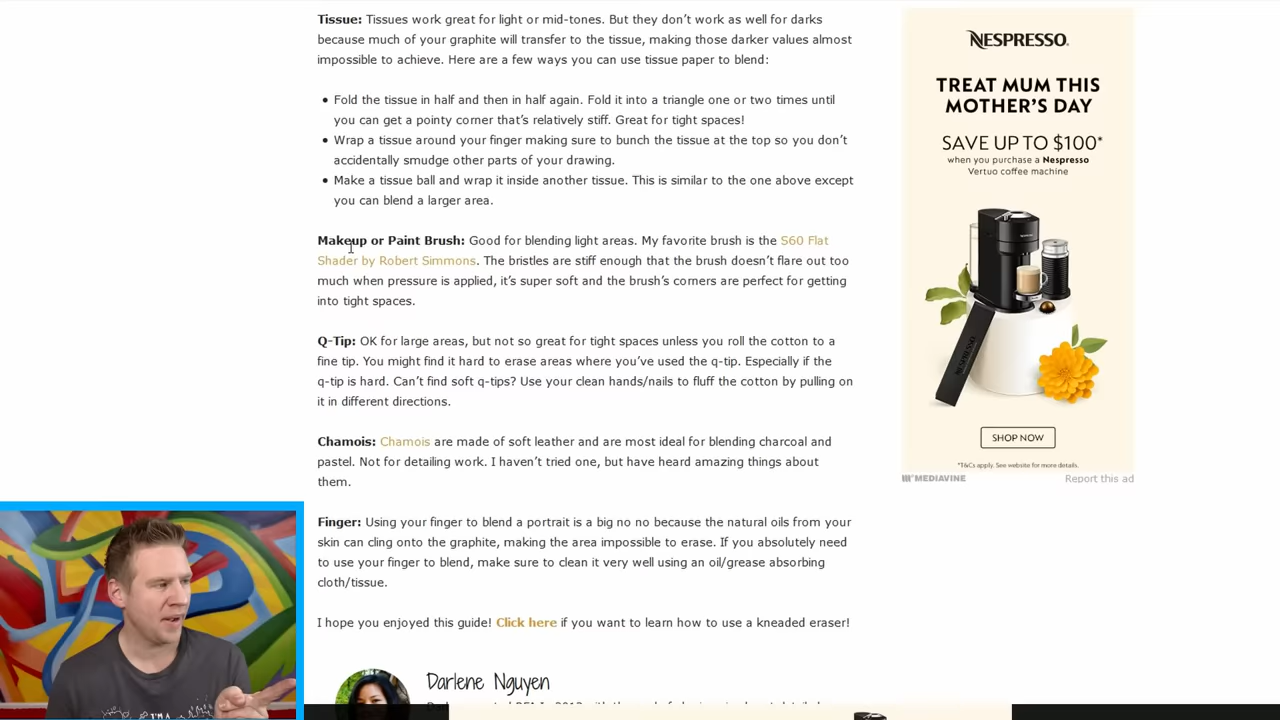 Tissue: Tissues work great for light or mid-tones. But they don't work as well for darks
because much of your graphite will transfer to the tissue, making those darker values almost
impossible to achieve. Here are a few ways you can use tissue paper to blend:
• Fold the tissue in half and then in half again. Fold it into a triangle one or two times until
you can get a pointy corner that's relatively stiff. Great for tight spaces!
• Wrap a tissue around your finger making sure to bunch the tissue at the top so you don't
accidentally smudge other parts of your drawing.
• Make a tissue ball and wrap it inside another tissue. This is similar to the one above except
you can blend a larger area.
Makeup or Paint Brush: Good for blending light areas. My favorite brush is the S60 Flat
Shader by Robert Simmons. The bristles are stiff enough that the brush doesn't flare out too
much when pressure is applied, it's super soft and the brush's corners are perfect for getting
into tight spaces.
Q-Tip: OK for large areas, but not so great for tight spaces unless you roll the cotton to a
fine tip. You might find it hard to erase areas where you've used the q-tip. Especially if the
q-tip is hard. Can't find soft q-tips? Use your clean hands/nails to fluff the cotton by pulling on
it in different directions.
Chamois: Chamois are made of soft leather and are most ideal for blending charcoal and
pastel. Not for detailing work. I haven't tried one, but have heard amazing things about
them.
Finger: Using your finger to blend a portrait is a big no no because the natural oils from your
skin can cling onto the graphite, making the area impossible to erase. If you absolutely need
to use your finger to blend, make sure to clean it very well using an oil/grease absorbing
cloth/tissue.
I hope you enjoyed this guide! Click here if you want to learn how to use a kneaded eraser!
Darlene Nguyen
NESPRESSO
TREAT MUM THIS
MOTHER'S DAY
SAVE UP TO $100*
when you purchase a Nespresso
Vertuo coffee machine
NESPRESSO
SHOP NOW
*T&Cs apply. See website for more details.
MEDIAVINE
Report this ad
I'M A